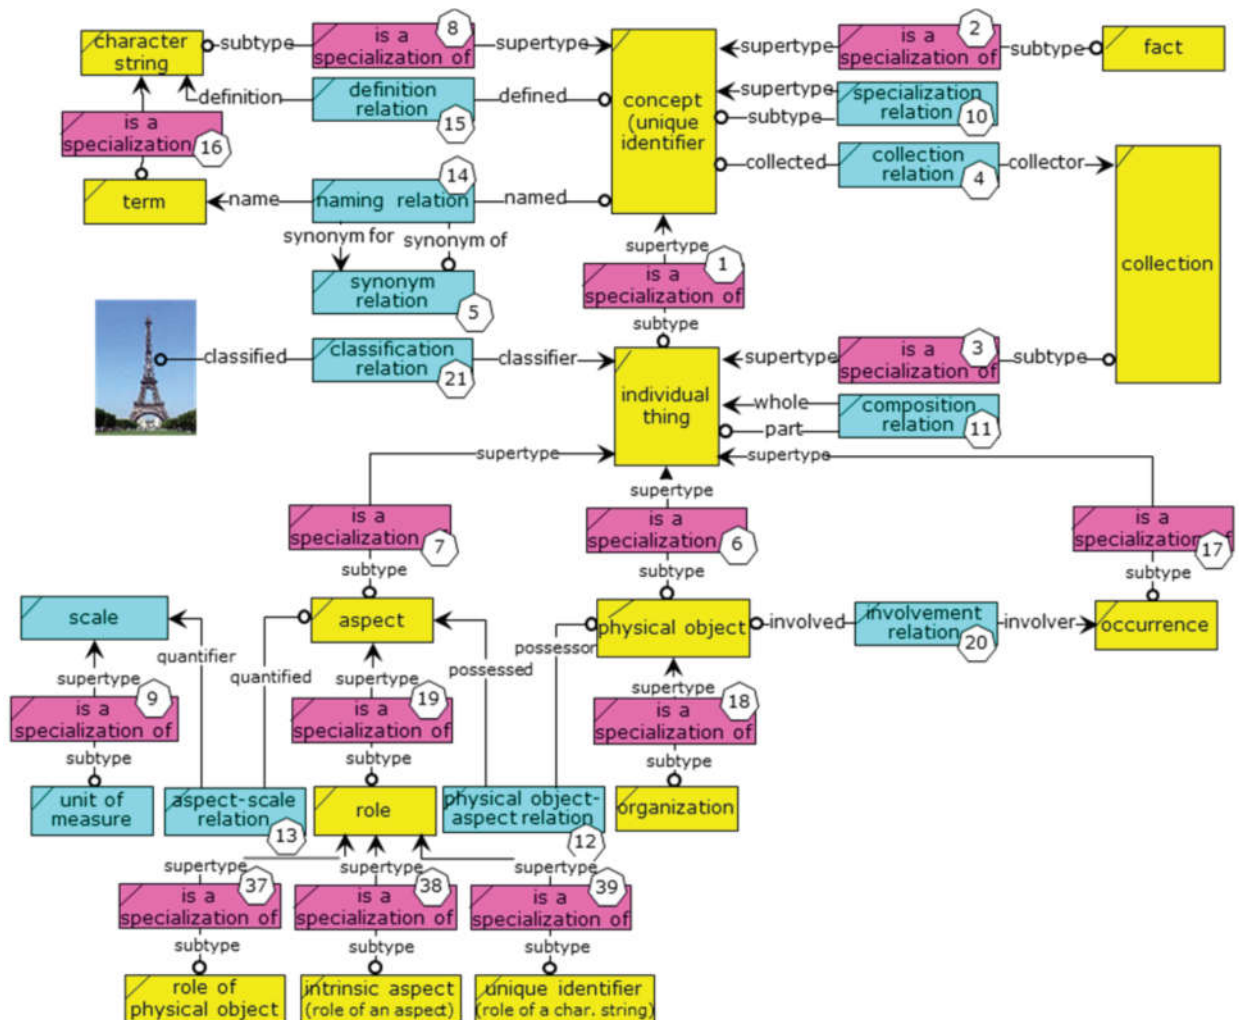 character
string
subtype
is a
specialization of
8
supertype
concept
(unique
identifier
supertype
is a
specialization of
2
subtype
fact
definition
definition
relation
15
defined
supertype
specialization
relation
10
subtype
is a
specialization
16
collected
collection
relation
4
collector
collection
term
name
14
naming relation
named
synonym for
synonym of
synonym
relation
5
supertype
1
is a
specialization of
subtype
classified
classification
relation
21
classifier
individual
thing
supertype
is a
specialization of
3
subtype
whole
composition
relation
11
part
supertype
supertype
supertype
is a
specialization
7
subtype
is a
specialization
6
subtype
is a
specialization of
17
subtype
scale
aspect
physical object
involved
involvement
relation
20
involver
occurrence
quantifier
quantified
possessed
possessor
supertype
9
is a
specialization of
subtype
supertype
19
is a
specialization of
subtype
supertype
18
is a
specialization of
subtype
unit of
measure
aspect-scale
relation
13
role
physical object-
aspect relation
12
organization
supertype
37
is a
specialization of
subtype
supertype
38
is a
specialization of
subtype
supertype
39
is a
specialization of
subtype
role of
physical object
intrinsic aspect
(role of an aspect)
unique identifier
(role of a char. string)